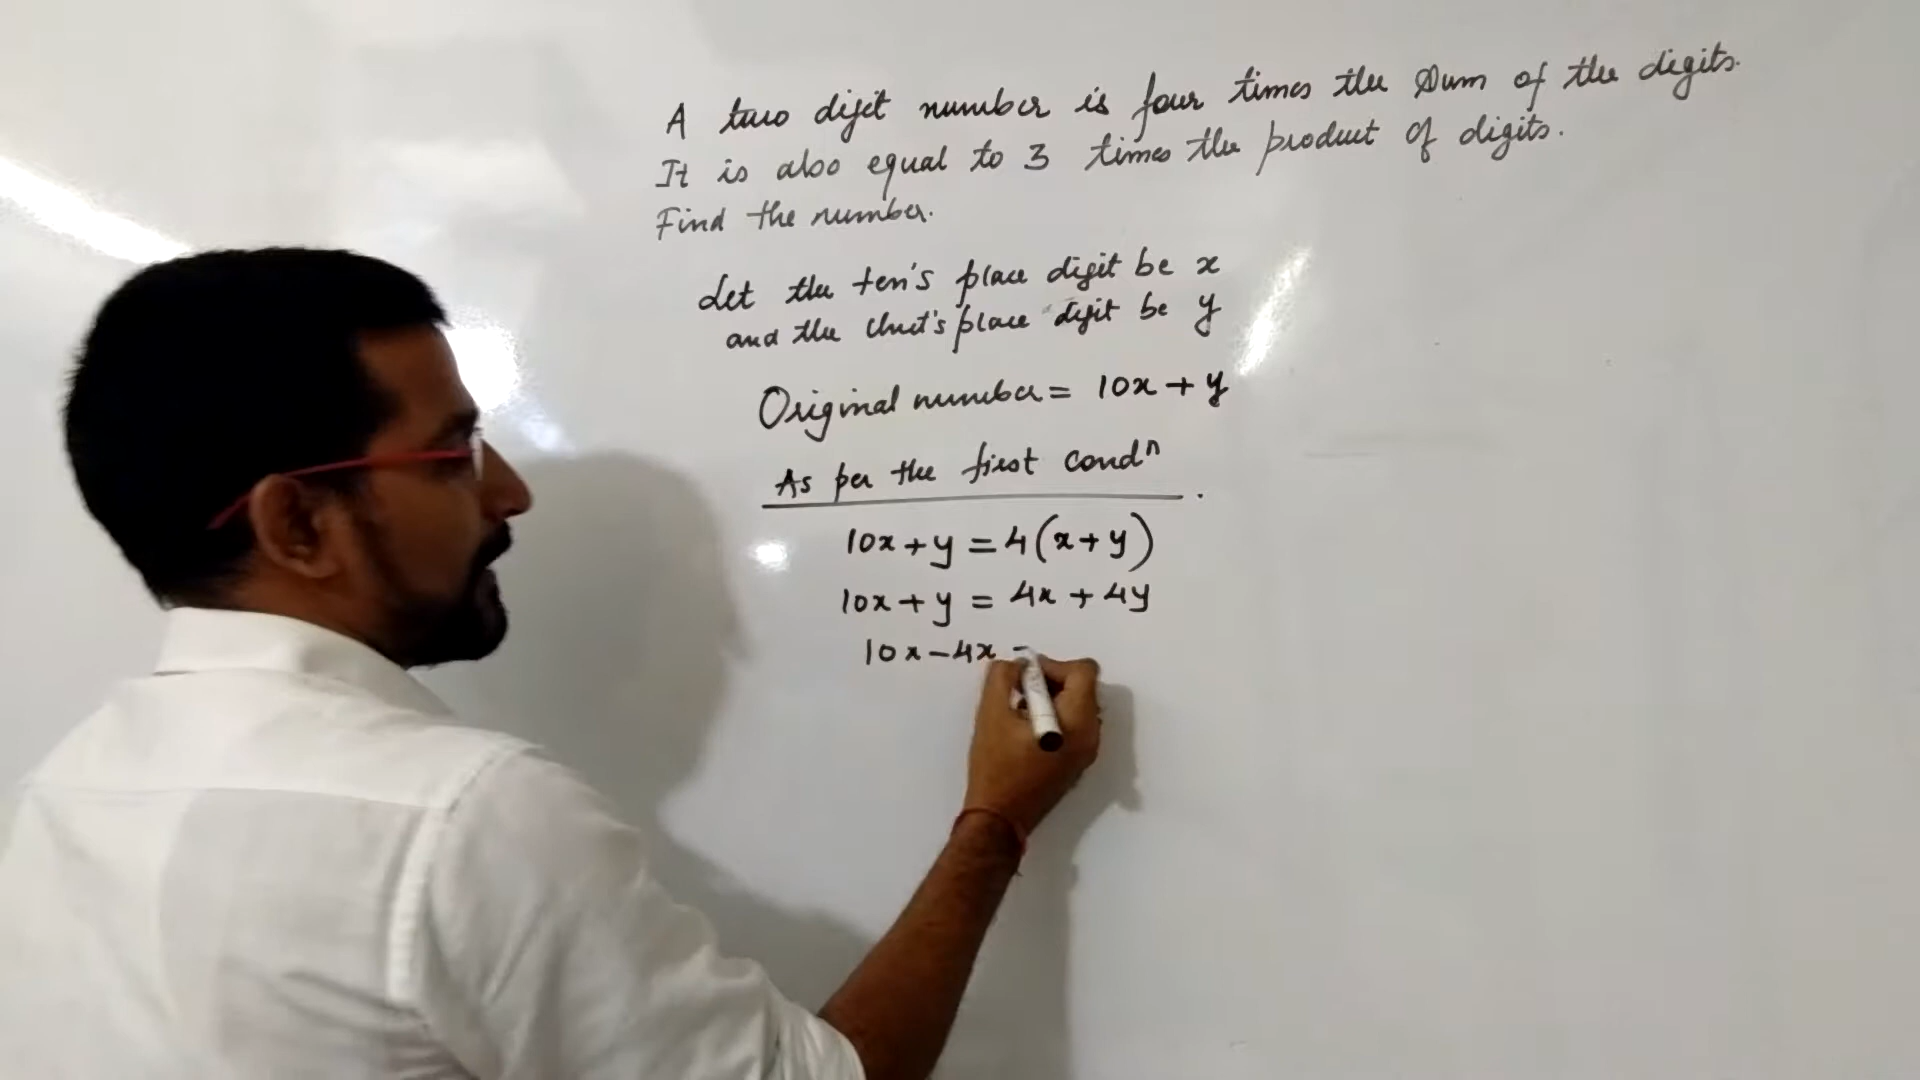 A two digit number is four times the Sum of the digits.
It is also equal to 3 times the product of digits.
Find the number.
Let the ten's place digit be x
and the Unit's place digit be y
Original number = 10x + y
As per the first condⁿ
10x + y = 4(x + y)
10x + y = 4x + 4y
10x - 4x =